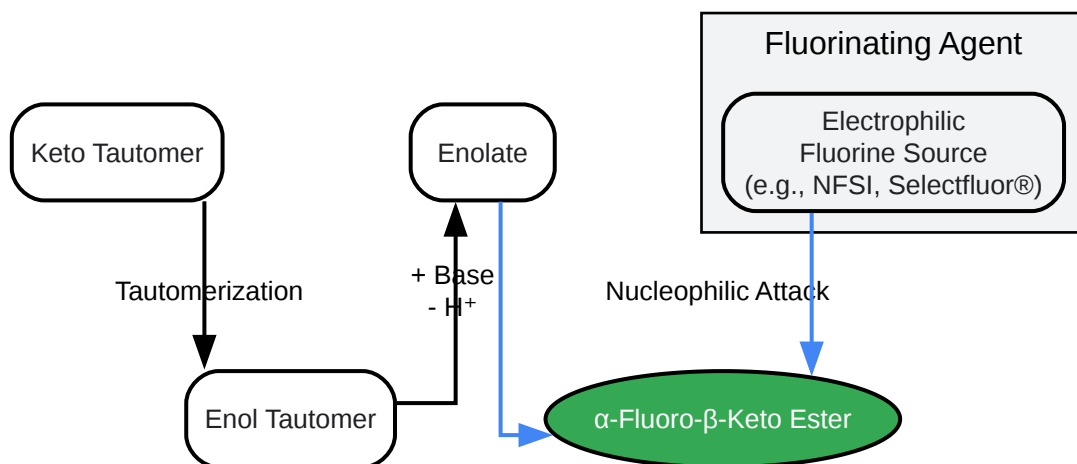 Fluorinating Agent
Electrophilic
Fluorine Source
(e.g., NFSI, Selectfluor®)
Keto Tautomer
Enolate
Tautomerization
+ Base
- H⁺
Nucleophilic Attack
Enol Tautomer
α-Fluoro-β-Keto Ester